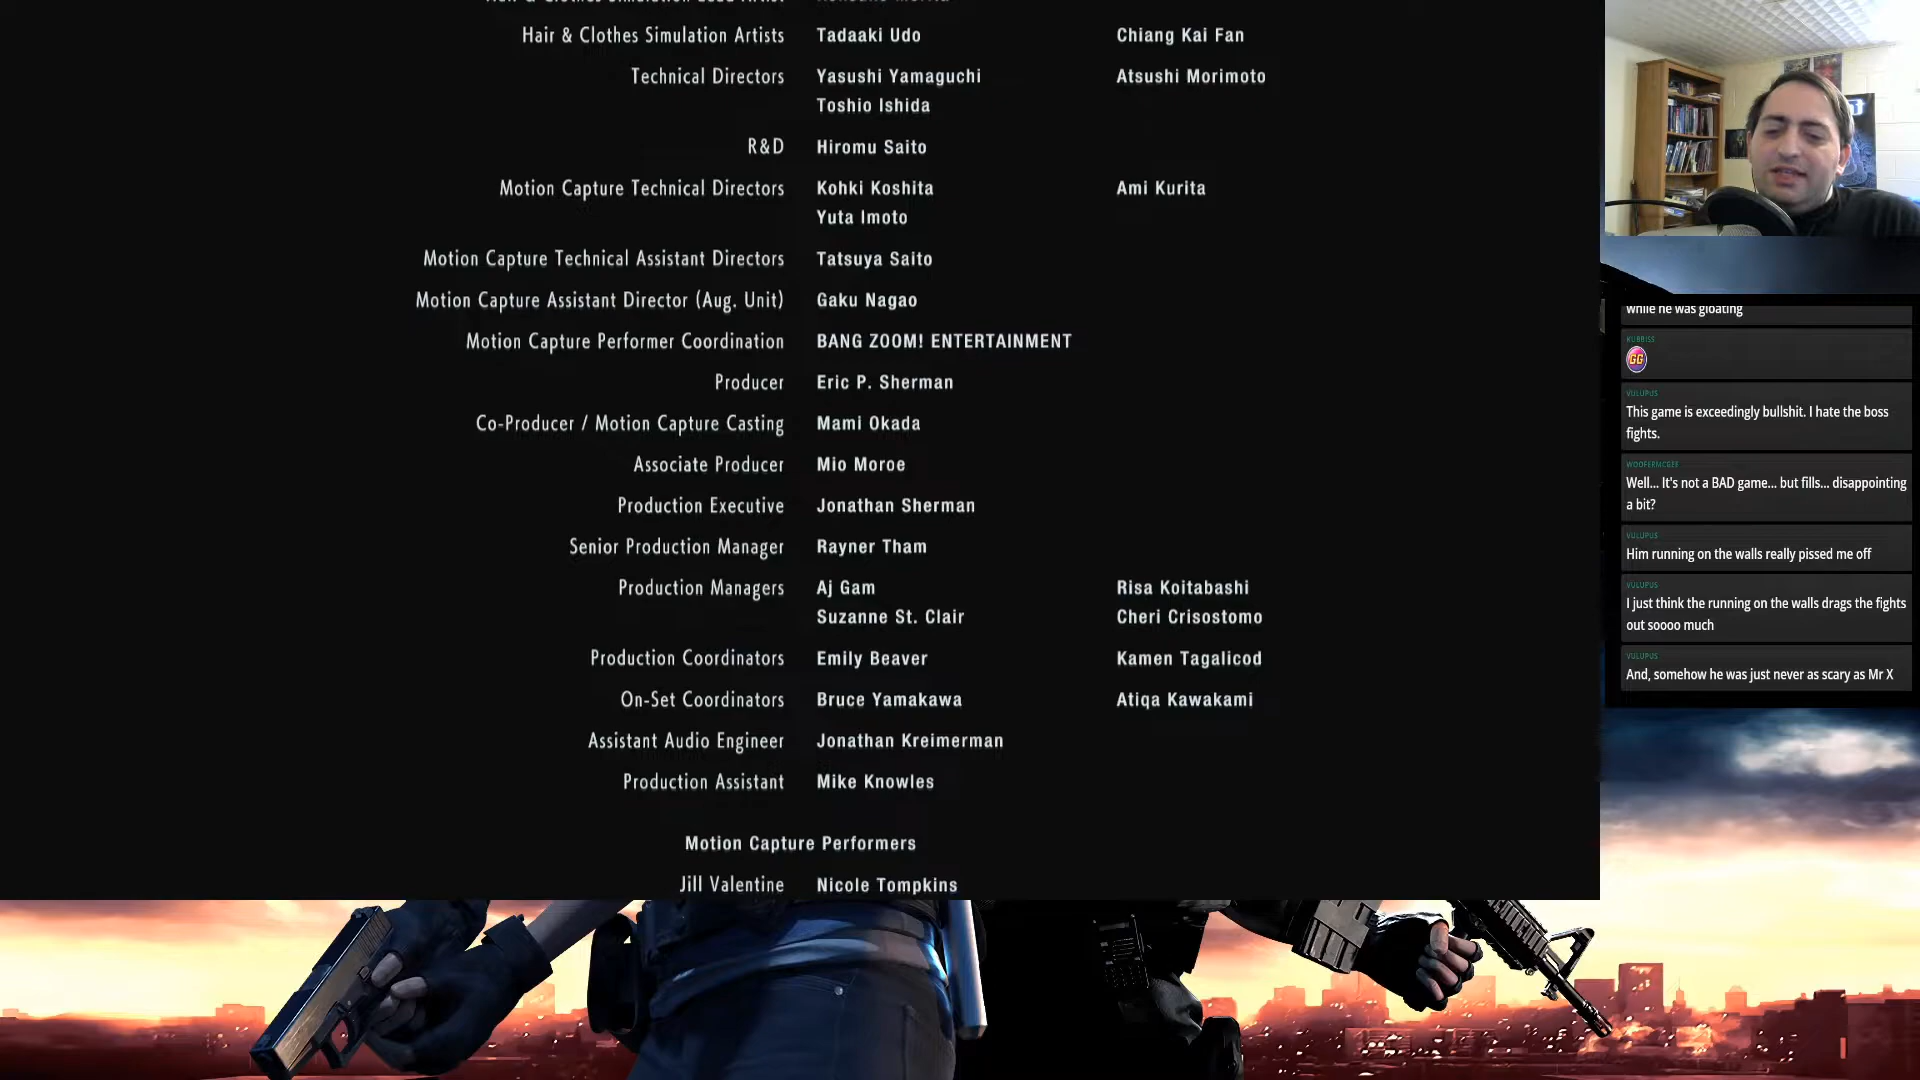 Hair & Clothes Simulation Artists Tadaaki Udo Chiang Kai Fan
Technical Directors Yasushi Yamaguchi Atsushi Morimoto
Toshio Ishida
R&D Hiromu Saito
Motion Capture Technical Directors Kohki Koshita Ami Kurita
Yuta Imoto
Motion Capture Technical Assistant Directors Tatsuya Saito
Motion Capture Assistant Director (Aug. Unit) Gaku Nagao
Motion Capture Performer Coordination BANG ZOOM! ENTERTAINMENT
Producer Eric P. Sherman
Co-Producer / Motion Capture Casting Mami Okada
Associate Producer Mio Moroe
Production Executive Jonathan Sherman
Senior Production Manager Rayner Tham
Production Managers Aj Gam Risa Koitabashi
Suzanne St. Clair Cheri Crisostomo
Production Coordinators Emily Beaver Kamen Tagalicod
On-Set Coordinators Bruce Yamakawa Atiqa Kawakami
Assistant Audio Engineer Jonathan Kreimerman
Production Assistant Mike Knowles
Motion Capture Performers
Jill Valentine Nicole Tompkins
while he was gloating
KUBBISS
GG
VULUPUS
This game is exceedingly bullshit. I hate the boss
fights.
WOOFERMCGEE
Well... It's not a BAD game... but fills... disappointing
a bit?
VULUPUS
Him running on the walls really pissed me off
VULUPUS
I just think the running on the walls drags the fights
out soooo much
VULUPUS
And, somehow he was just never as scary as Mr X